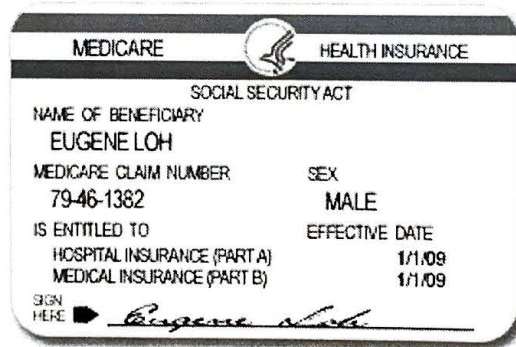 MEDICARE HEALTH INSURANCE
SOCIAL SECURITY ACT
NAME OF BENEFICIARY
EUGENE LOH
MEDICARE CLAIM NUMBER SEX
79-46-1382 MALE
IS ENTITLED TO EFFECTIVE DATE
HOSPITAL INSURANCE (PART A) 1/1/09
MEDICAL INSURANCE (PART B) 1/1/09
SIGN
HERE Eugene Loh